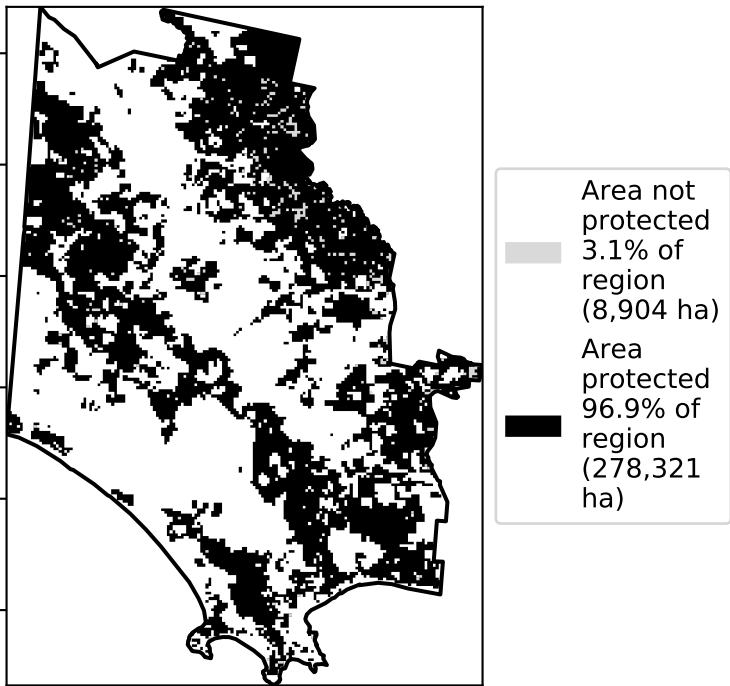 Area not
protected
3.1% of
region
(8,904 ha)
Area
protected
96.9% of
region
(278,321
ha)